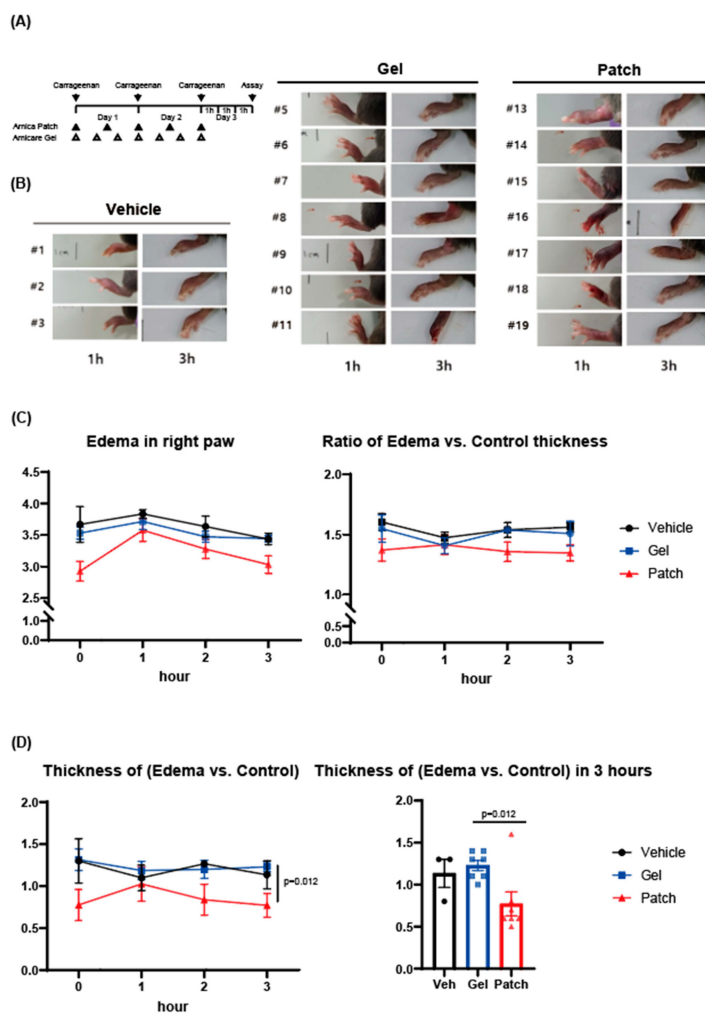 (A)
Carrageenan Carrageenan Carrageenan Assay
1h 1h 1h
Day 1 Day 2 Day 3
Arnica Patch
Arnicare Gel
Gel
#5
#6
#7
#8
#9
#10
#11
1h 3h
Patch
#13
#14
#15
#16
#17
#18
#19
1h 3h
(B)
Vehicle
#1
1cm
#2
#3
1h 3h
(C)
Edema in right paw
4.5
4.0
3.5
3.0
2.5
1.0
0.0
0 1 2 3
hour
Ratio of Edema vs. Control thickness
2.0
1.5
1.0
0.5
0.0
0 1 2 3
hour
Vehicle
Gel
Patch
(D)
Thickness of (Edema vs. Control)
2.0
1.5
1.0
0.5
0.0
p=0.012
0 1 2 3
hour
Thickness of (Edema vs. Control) in 3 hours
p=0.012
2.0
1.5
1.0
0.5
0.0
Veh Gel Patch
Vehicle
Gel
Patch